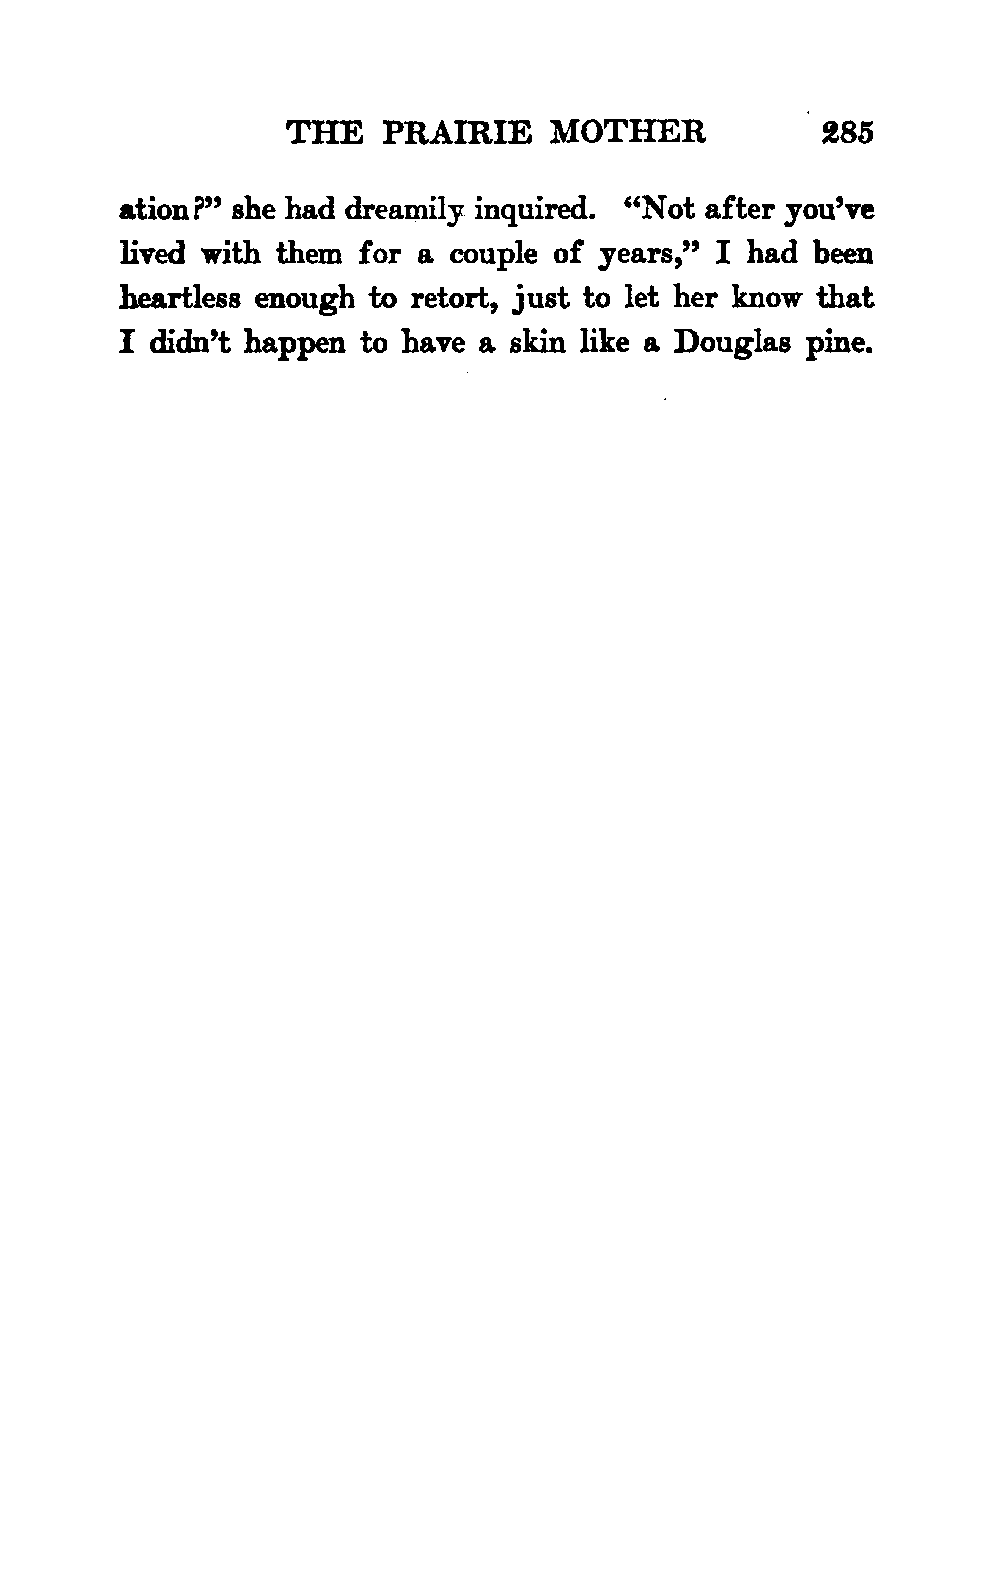 THE PRAIRIE MOTHER 285
ation?” she had dreamily inquired. “Not after you’ve
lived with them for a couple of years,” I had been
heartless enough to retort, just to let her know that
I didn’t happen to have a skin like a Douglas pine.